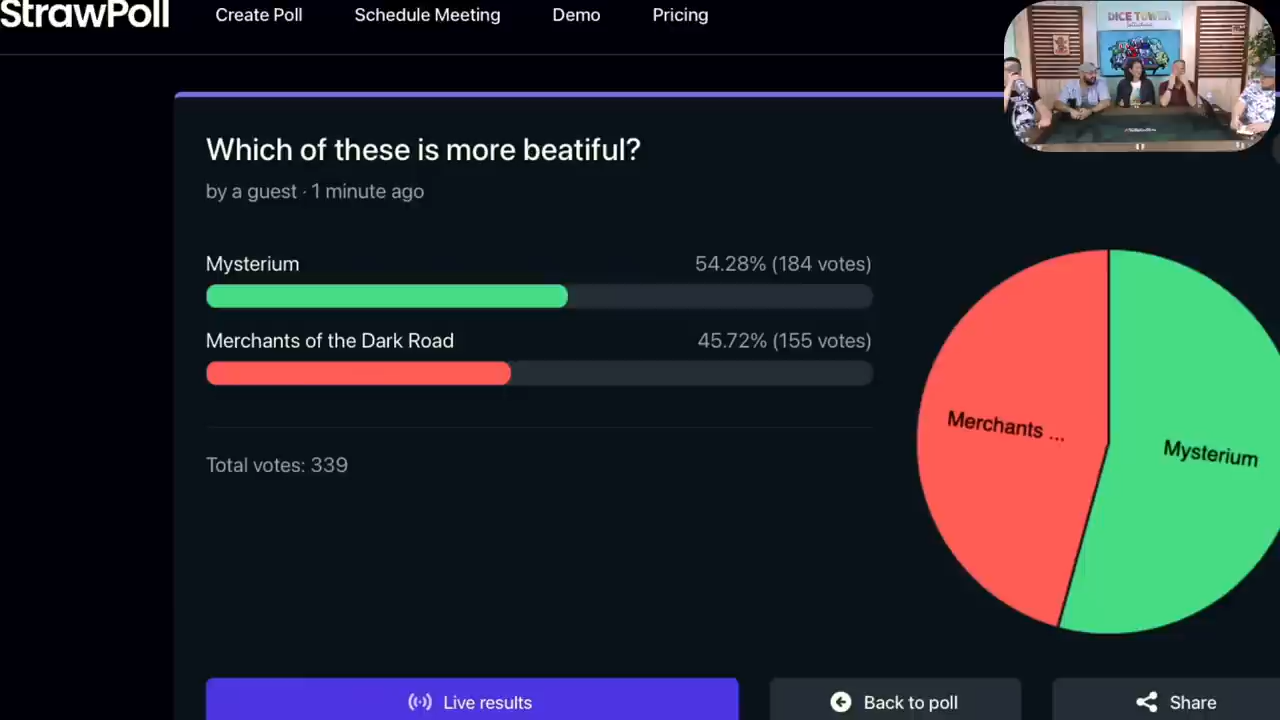 StrawPoll
Create Poll
Schedule Meeting
Demo
Pricing
DICE TOWER
Which of these is more beatiful?
by a guest · 1 minute ago
Mysterium
54.28% (184 votes)
Merchants of the Dark Road
45.72% (155 votes)
Total votes: 339
Merchants ...
Mysterium
Live results
Back to poll
Share